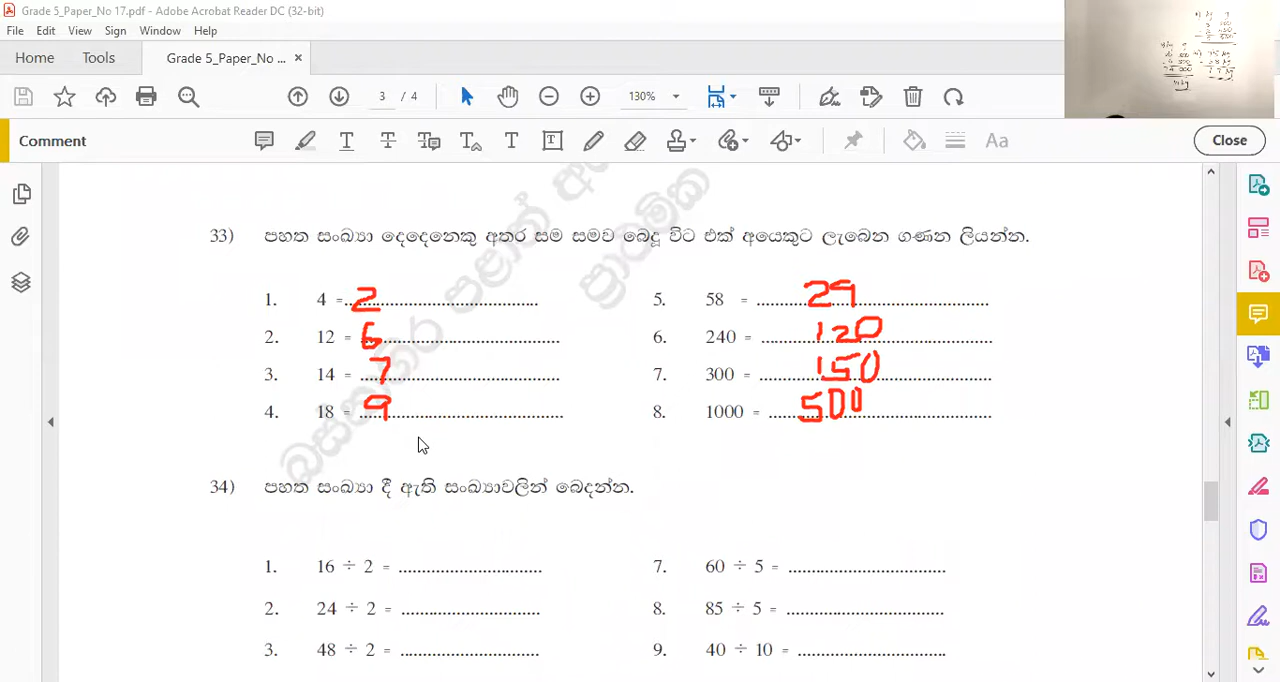 Grade 5_Paper_No 17.pdf - Adobe Acrobat Reader DC (32-bit)
File Edit View Sign Window Help
Home Tools Grade 5_Paper_No ... ×
3 / 4 130%
Comment
Close
33) පහත සංඛ්‍යා දෙදෙනෙකු අතර සම සමව බෙදූ විට එක් අයෙකුට ලැබෙන ගණන ලියන්න.
1. 4 = 2 5. 58 = 29
2. 12 = 6 6. 240 = 120
3. 14 = 7 7. 300 = 150
4. 18 = 9 8. 1000 = 500
34) පහත සංඛ්‍යා දී ඇති සංඛ්‍යාවලින් බෙදන්න.
1. 16 ÷ 2 = .............................. 7. 60 ÷ 5 = ..............................
2. 24 ÷ 2 = .............................. 8. 85 ÷ 5 = ..............................
3. 48 ÷ 2 = .............................. 9. 40 ÷ 10 = ..............................